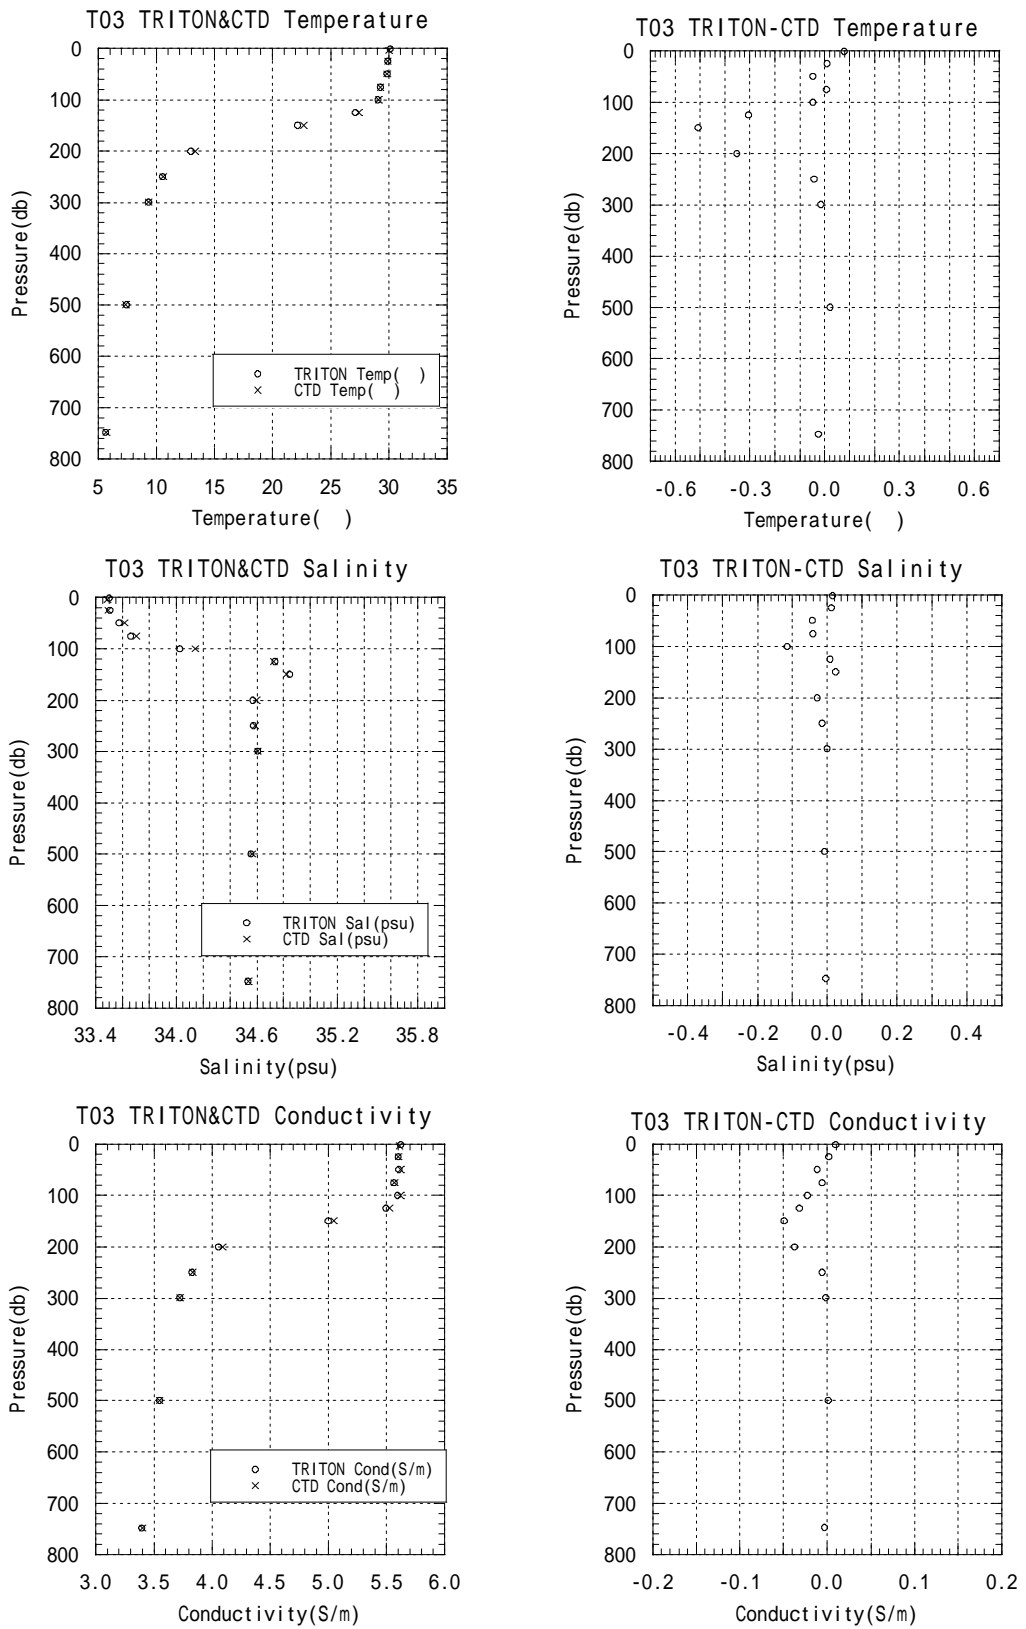 T03 TRITON&CTD Temperature
0
100
200
300
400
500
600
700
800
Pressure(db)
TRITON Temp( )
CTD Temp( )
5 10 15 20 25 30 35
Temperature( )
T03 TRITON-CTD Temperature
0
100
200
300
400
500
600
700
800
Pressure(db)
-0.6 -0.3 0.0 0.3 0.6
Temperature( )
T03 TRITON&CTD Salinity
0
100
200
300
400
500
600
700
800
Pressure(db)
TRITON Sal(psu)
CTD Sal(psu)
33.4 34.0 34.6 35.2 35.8
Salinity(psu)
T03 TRITON-CTD Salinity
0
100
200
300
400
500
600
700
800
Pressure(db)
-0.4 -0.2 0.0 0.2 0.4
Salinity(psu)
T03 TRITON&CTD Conductivity
0
100
200
300
400
500
600
700
800
Pressure(db)
TRITON Cond(S/m)
CTD Cond(S/m)
3.0 3.5 4.0 4.5 5.0 5.5 6.0
Conductivity(S/m)
T03 TRITON-CTD Conductivity
0
100
200
300
400
500
600
700
800
Pressure(db)
-0.2 -0.1 0.0 0.1 0.2
Conductivity(S/m)